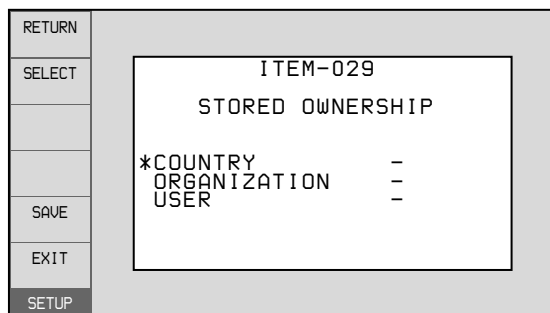 RETURN
SELECT
SAVE
EXIT
SETUP
ITEM-029
STORED OWNERSHIP
*COUNTRY –
ORGANIZATION –
USER –